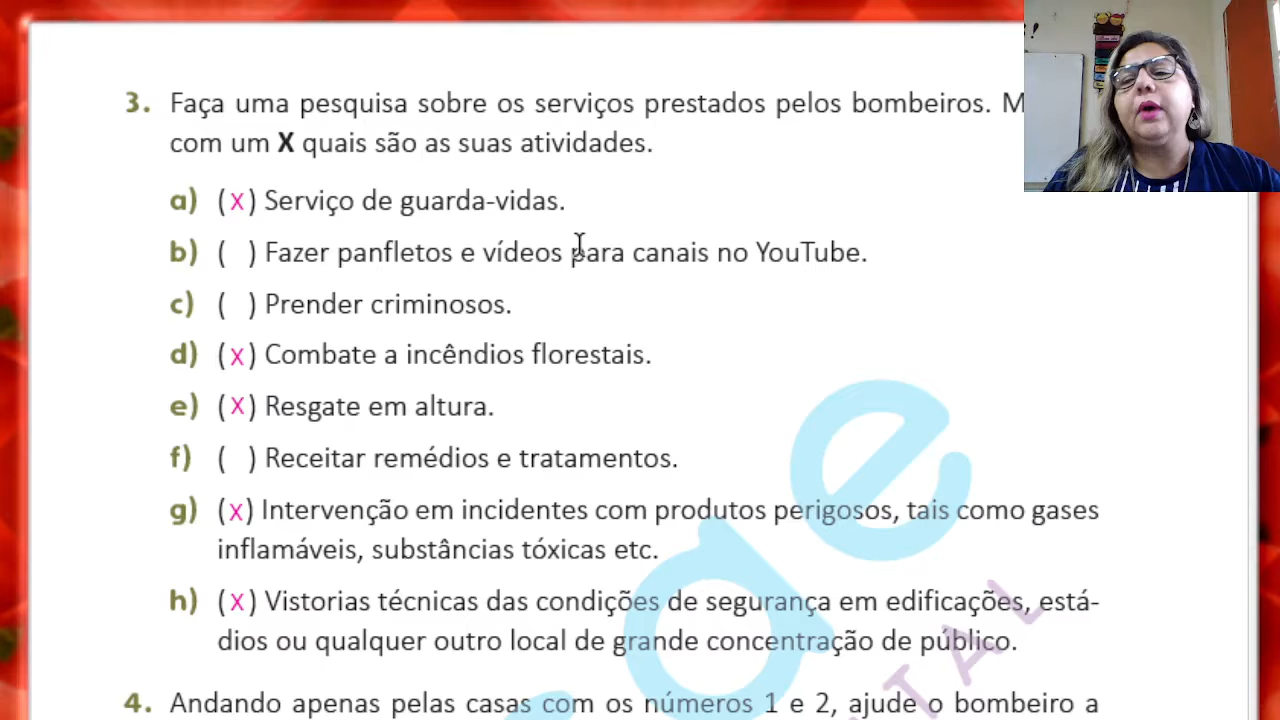 3. Faça uma pesquisa sobre os serviços prestados pelos bombeiros. M
com um X quais são as suas atividades.
a) (X) Serviço de guarda-vidas.
b) ( ) Fazer panfletos e vídeos para canais no YouTube.
c) ( ) Prender criminosos.
d) (X) Combate a incêndios florestais.
e) (X) Resgate em altura.
f) ( ) Receitar remédios e tratamentos.
g) (X) Intervenção em incidentes com produtos perigosos, tais como gases
inflamáveis, substâncias tóxicas etc.
h) (X) Vistorias técnicas das condições de segurança em edificações, está-
dios ou qualquer outro local de grande concentração de público.
4. Andando apenas pelas casas com os números 1 e 2, ajude o bombeiro a